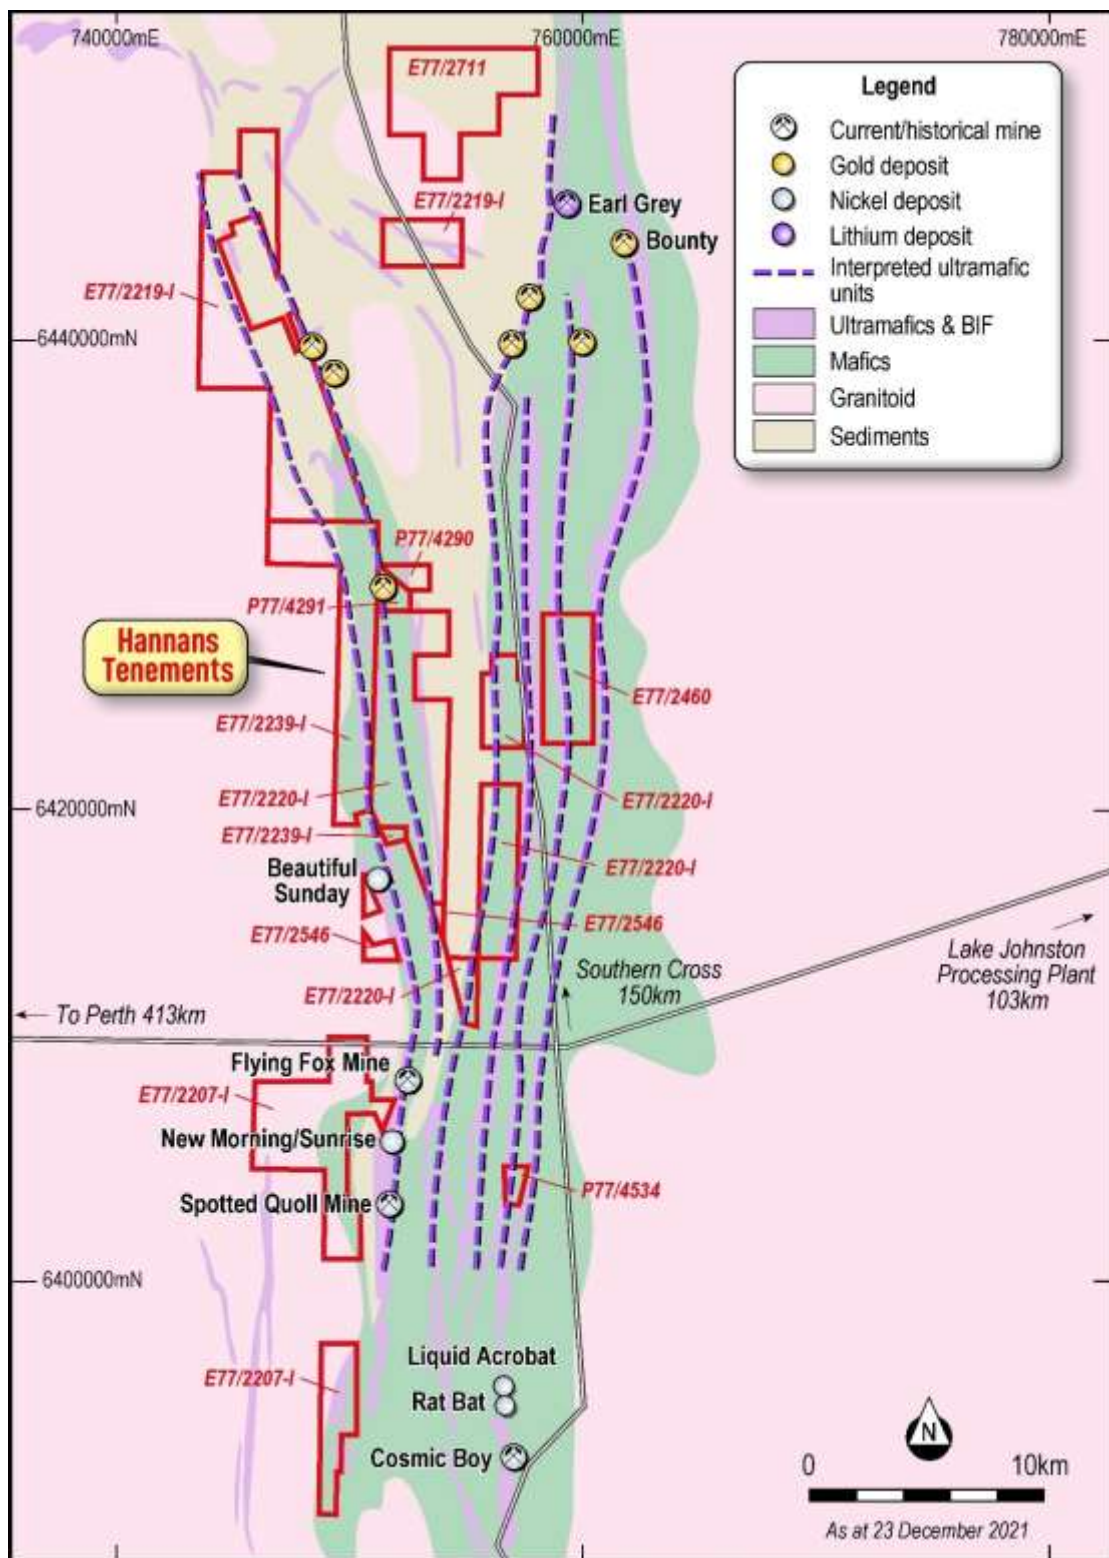 740000mE
760000mE
780000mE
E77/2711
Legend
Current/historical mine
Gold deposit
Nickel deposit
Lithium deposit
Interpreted ultramafic
units
Ultramafics & BIF
Mafics
Granitoid
Sediments
E77/2219-I
Earl Grey
Bounty
E77/2219-I
6440000mN
P77/4290
P77/4291
Hannans
Tenements
E77/2460
E77/2239-I
E77/2220-I
E77/2220-I
6420000mN
E77/2239-I
Beautiful
Sunday
E77/2220-I
E77/2546
E77/2546
E77/2220-I
Southern Cross
150km
Lake Johnston
Processing Plant
103km
To Perth 413km
Flying Fox Mine
E77/2207-I
New Morning/Sunrise
Spotted Quoll Mine
P77/4534
6400000mN
Liquid Acrobat
E77/2207-I
Rat Bat
Cosmic Boy
N
0
10km
As at 23 December 2021